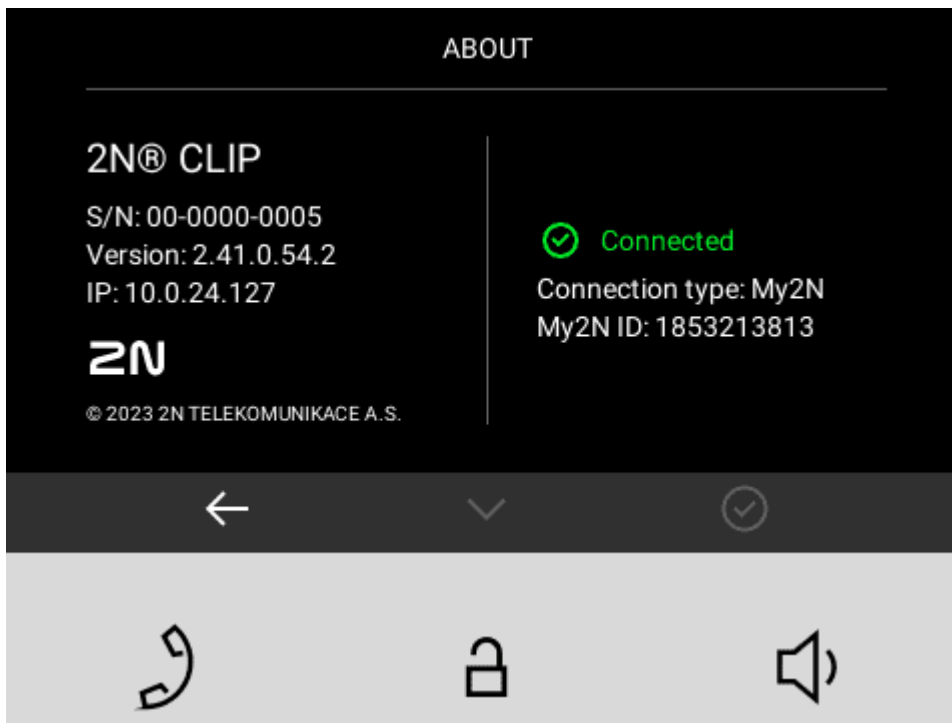 ABOUT
2N® CLIP
S/N: 00-0000-0005
Version: 2.41.0.54.2
IP: 10.0.24.127
2N
© 2023 2N TELEKOMUNIKACE A.S.
Connected
Connection type: My2N
My2N ID: 1853213813